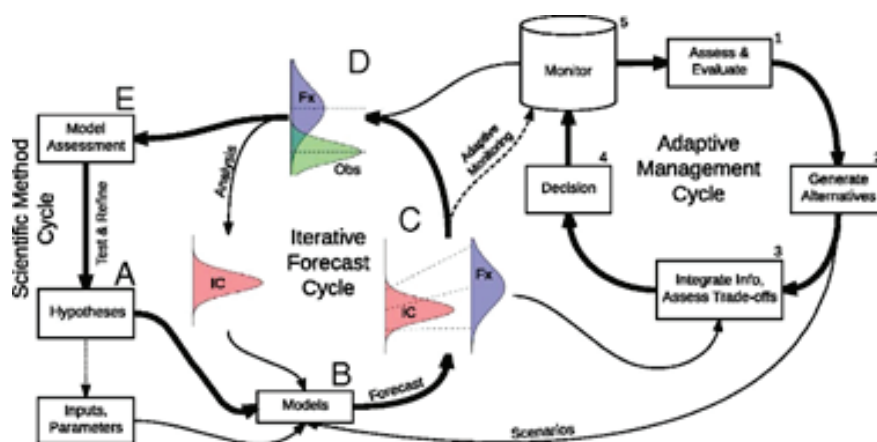 5
Monitor
1
Assess &
Evaluate
D
Fx
Obs
E
Model
Assessment
Scientific Method
Cycle
Test & Refine
Analysis
Adaptive
Monitoring
4
Decision
Adaptive
Management
Cycle
2
Generate
Alternatives
A
Hypotheses
IC
Iterative
Forecast
Cycle
C
IC
Fx
3
Integrate Info,
Assess Trade-offs
B
Models
Forecast
Inputs,
Parameters
Scenarios